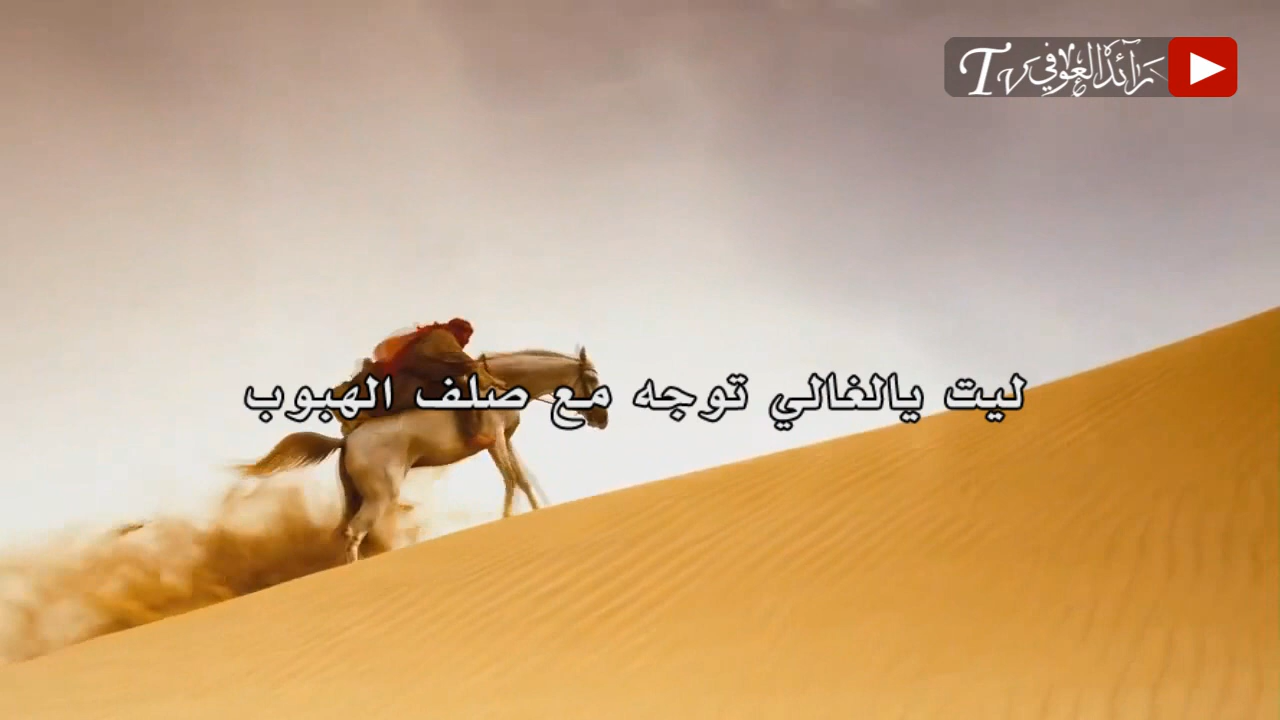 رائد العوفي Tv
ليت يالغالي توجه مع صلف الهبوب